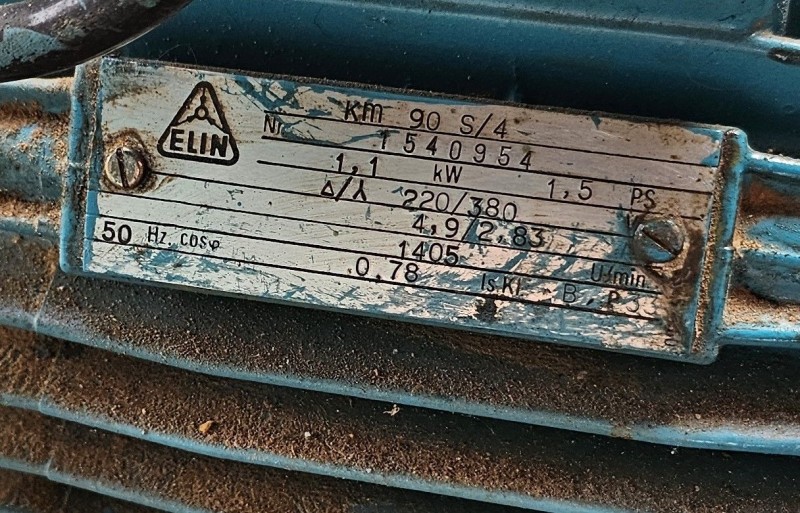 ELIN
KM 90 S/4
Nr 1540954
1,1 kW 1,5 PS
Δ/⅄ 220/380
4,9/2,83
1405 U/min
50 Hz. cosφ 0,78 Is.Kl. B, P33